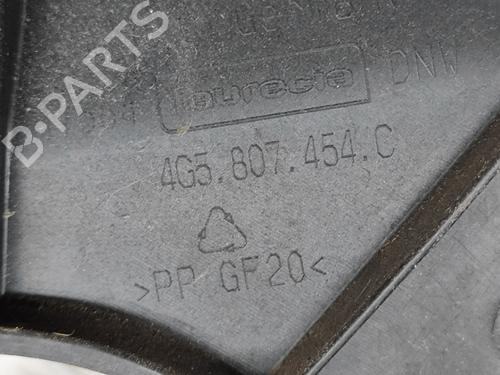 faurecia DNW
4G5.807.454.C
>PP GF20<
B-PARTS